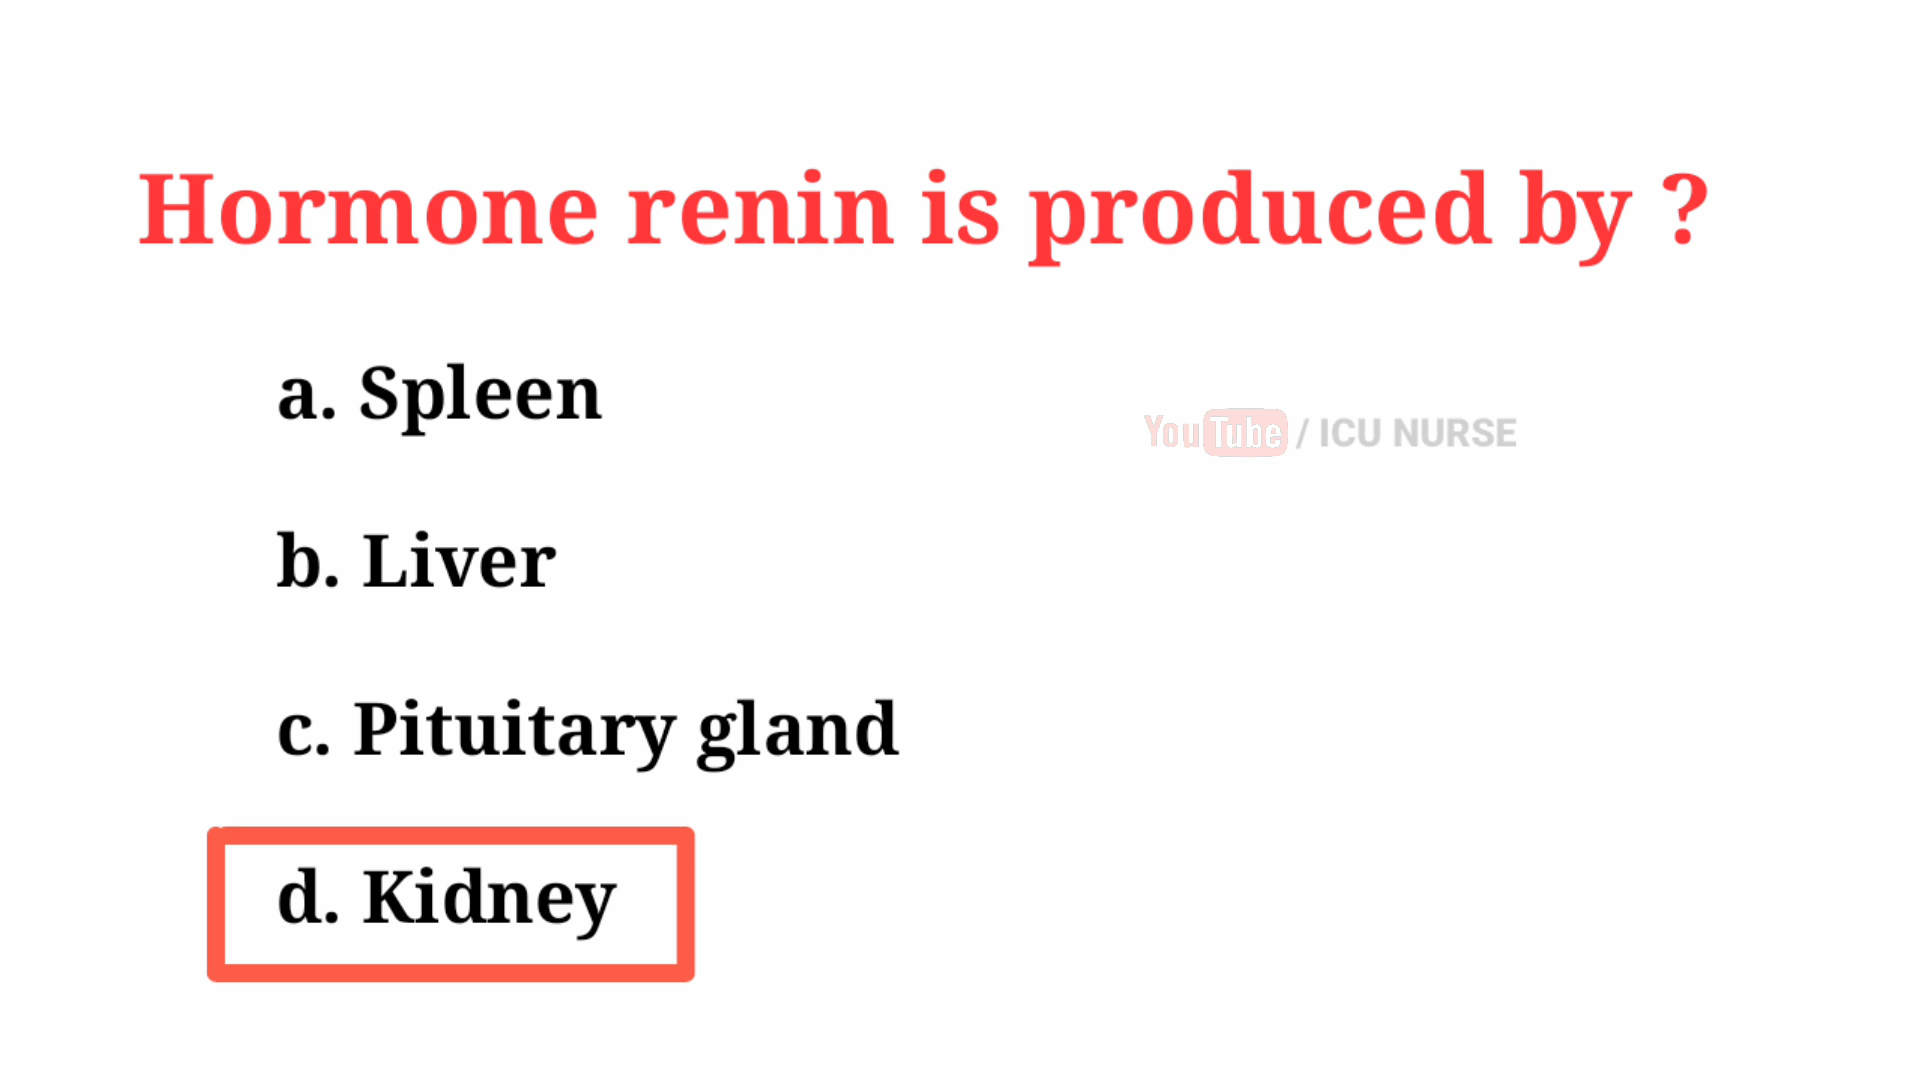 Hormone renin is produced by ?
a. Spleen
YouTube / ICU NURSE
b. Liver
c. Pituitary gland
d. Kidney